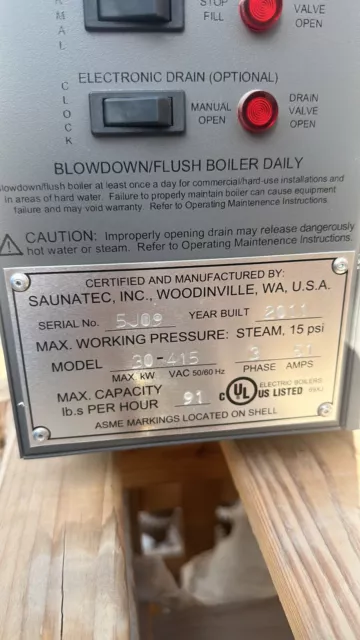 STOP
FILL
VALVE
OPEN
ELECTRONIC DRAIN (OPTIONAL)
CLOCK
MANUAL
OPEN
DRAIN
VALVE
OPEN
BLOWDOWN/FLUSH BOILER DAILY
Blowdown/flush boiler at least once a day for commercial/hard-use installations and
in areas of hard water. Failure to properly maintain boiler can cause equipment
failure and may void warranty. Refer to Operating Maintenence Instructions.
CAUTION: Improperly opening drain may release dangerously
hot water or steam. Refer to Operating Maintenence Instructions.
CERTIFIED AND MANUFACTURED BY:
SAUNATEC, INC., WOODINVILLE, WA, U.S.A.
SERIAL No. 5J09 YEAR BUILT 2011
MAX. WORKING PRESSURE: STEAM, 15 psi
MODEL 30-415 3
MAX. kW VAC 50/60 Hz PHASE AMPS
MAX. CAPACITY
lb.s PER HOUR 91 c UL US LISTED ELECTRIC BOILERS
ASME MARKINGS LOCATED ON SHELL